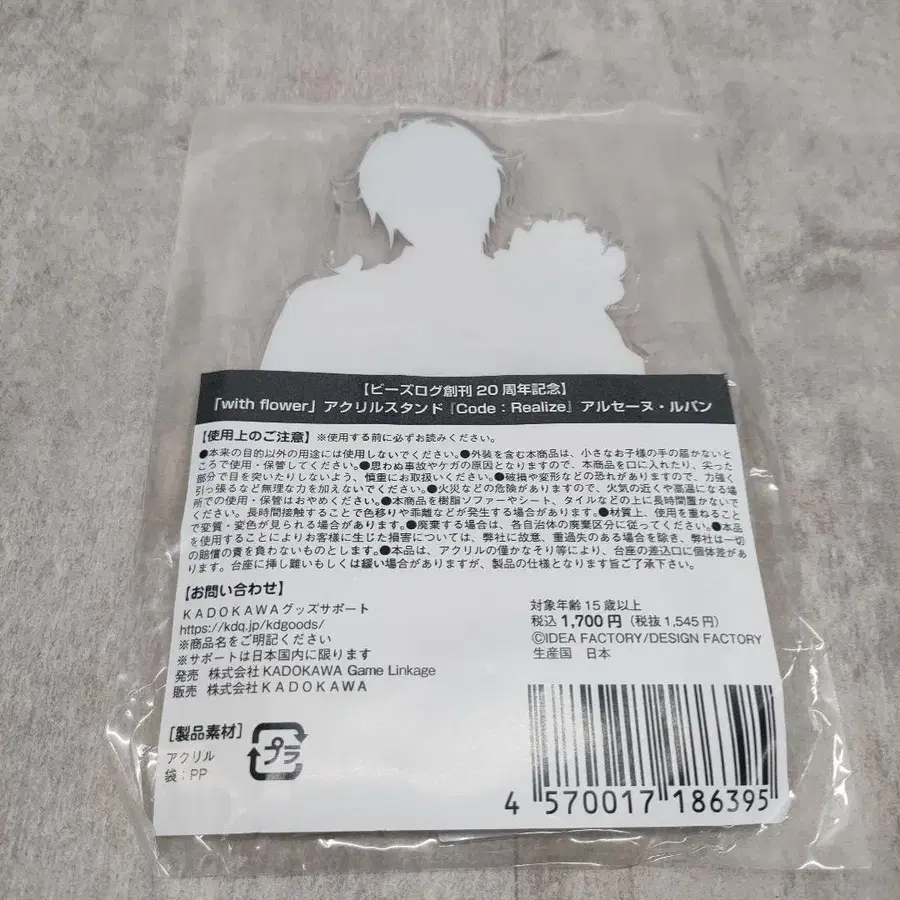 【ビーズログ創刊20周年記念】
「with flower」アクリルスタンド『Code：Realize』アルセーヌ・ルパン
【使用上のご注意】※使用する前に必ずお読みください。
●本来の目的以外の用途には使用しないでください。●外装を含む本商品は、小さなお子様の手の届かないと
ころで使用・保管してください。●思わぬ事故やケガの原因となりますので、本商品を口に入れたり、尖った
部分で目を突いたりしないよう、慎重にお取扱いください。●破損や変形などの恐れがありますので、力強く
引っ張るなど無理な力を加えないでください。●火災などの危険がありますので、火気の近くや高温になる場
所での使用・保管はおやめください。●本商品を樹脂ソファーやシート、タイルなどの上に長時間置かないで
ください。長時間接触することで色移りや乖離などが発生する場合があります。●材質上、使用を重ねること
で変質・変色が見られる場合があります。●廃棄する場合は、各自治体の廃棄区分に従ってください。●本品
を使用することによりお客様に生じた損害については、弊社に故意、重過失のある場合を除き、弊社は一切
の賠償の責を負わないものとします。●本品は、アクリルの僅かなそり等により、台座の差込口に個体差があ
ります。台座に挿し難いもしくは緩い場合がありますが、製品の仕様となります旨ご了承下さい。
【お問い合わせ】
KADOKAWAグッズサポート
https://kdq.jp/kdgoods/
※商品名をご明記ください
※サポートは日本国内に限ります
発売 株式会社KADOKAWA Game Linkage
販売 株式会社KADOKAWA
対象年齢15歳以上
税込1,700円（税抜1,545円）
©IDEA FACTORY/DESIGN FACTORY
生産国 日本
[製品素材]
アクリル
袋：PP
プラ
4 570017 186395